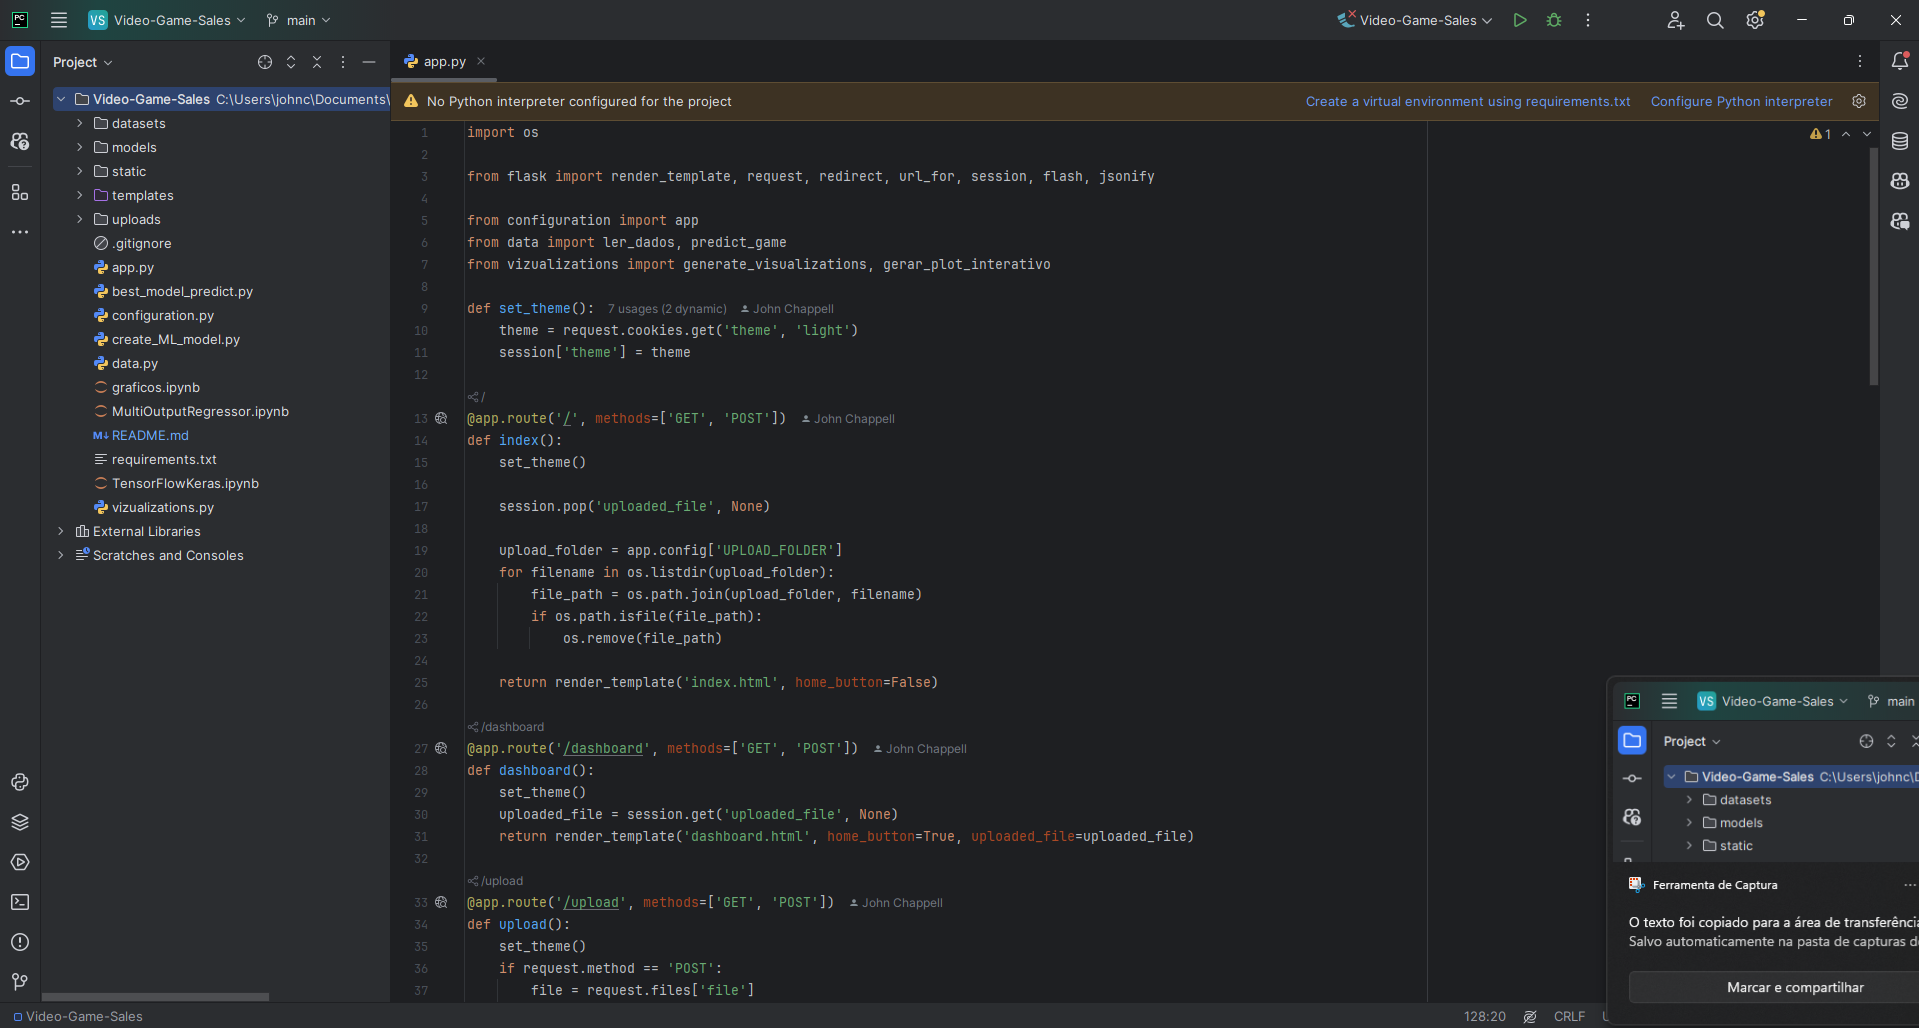 PC
VS Video-Game-Sales main
Video-Game-Sales
Project
app.py
Video-Game-Sales C:\Users\johnc\Documents\
datasets
models
static
templates
uploads
.gitignore
app.py
best_model_predict.py
configuration.py
create_ML_model.py
data.py
graficos.ipynb
MultiOutputRegressor.ipynb
M↓ README.md
requirements.txt
TensorFlowKeras.ipynb
vizualizations.py
External Libraries
Scratches and Consoles
No Python interpreter configured for the project
Create a virtual environment using requirements.txt Configure Python interpreter
1
1 import os
2
3 from flask import render_template, request, redirect, url_for, session, flash, jsonify
4
5 from configuration import app
6 from data import ler_dados, predict_game
7 from vizualizations import generate_visualizations, gerar_plot_interativo
8
9 def set_theme(): 7 usages (2 dynamic) John Chappell
10 theme = request.cookies.get('theme', 'light')
11 session['theme'] = theme
12
/
13 @app.route('/', methods=['GET', 'POST']) John Chappell
14 def index():
15 set_theme()
16
17 session.pop('uploaded_file', None)
18
19 upload_folder = app.config['UPLOAD_FOLDER']
20 for filename in os.listdir(upload_folder):
21 file_path = os.path.join(upload_folder, filename)
22 if os.path.isfile(file_path):
23 os.remove(file_path)
24
25 return render_template('index.html', home_button=False)
26
/dashboard
27 @app.route('/dashboard', methods=['GET', 'POST']) John Chappell
28 def dashboard():
29 set_theme()
30 uploaded_file = session.get('uploaded_file', None)
31 return render_template('dashboard.html', home_button=True, uploaded_file=uploaded_file)
32
/upload
33 @app.route('/upload', methods=['GET', 'POST']) John Chappell
34 def upload():
35 set_theme()
36 if request.method == 'POST':
37 file = request.files['file']
PC VS Video-Game-Sales main
Project
Video-Game-Sales C:\Users\johnc\
datasets
models
static
Ferramenta de Captura
O texto foi copiado para a área de
Salvo automaticamente na pasta de capturas
Marcar e compartilhar
Video-Game-Sales
128:20 CRLF